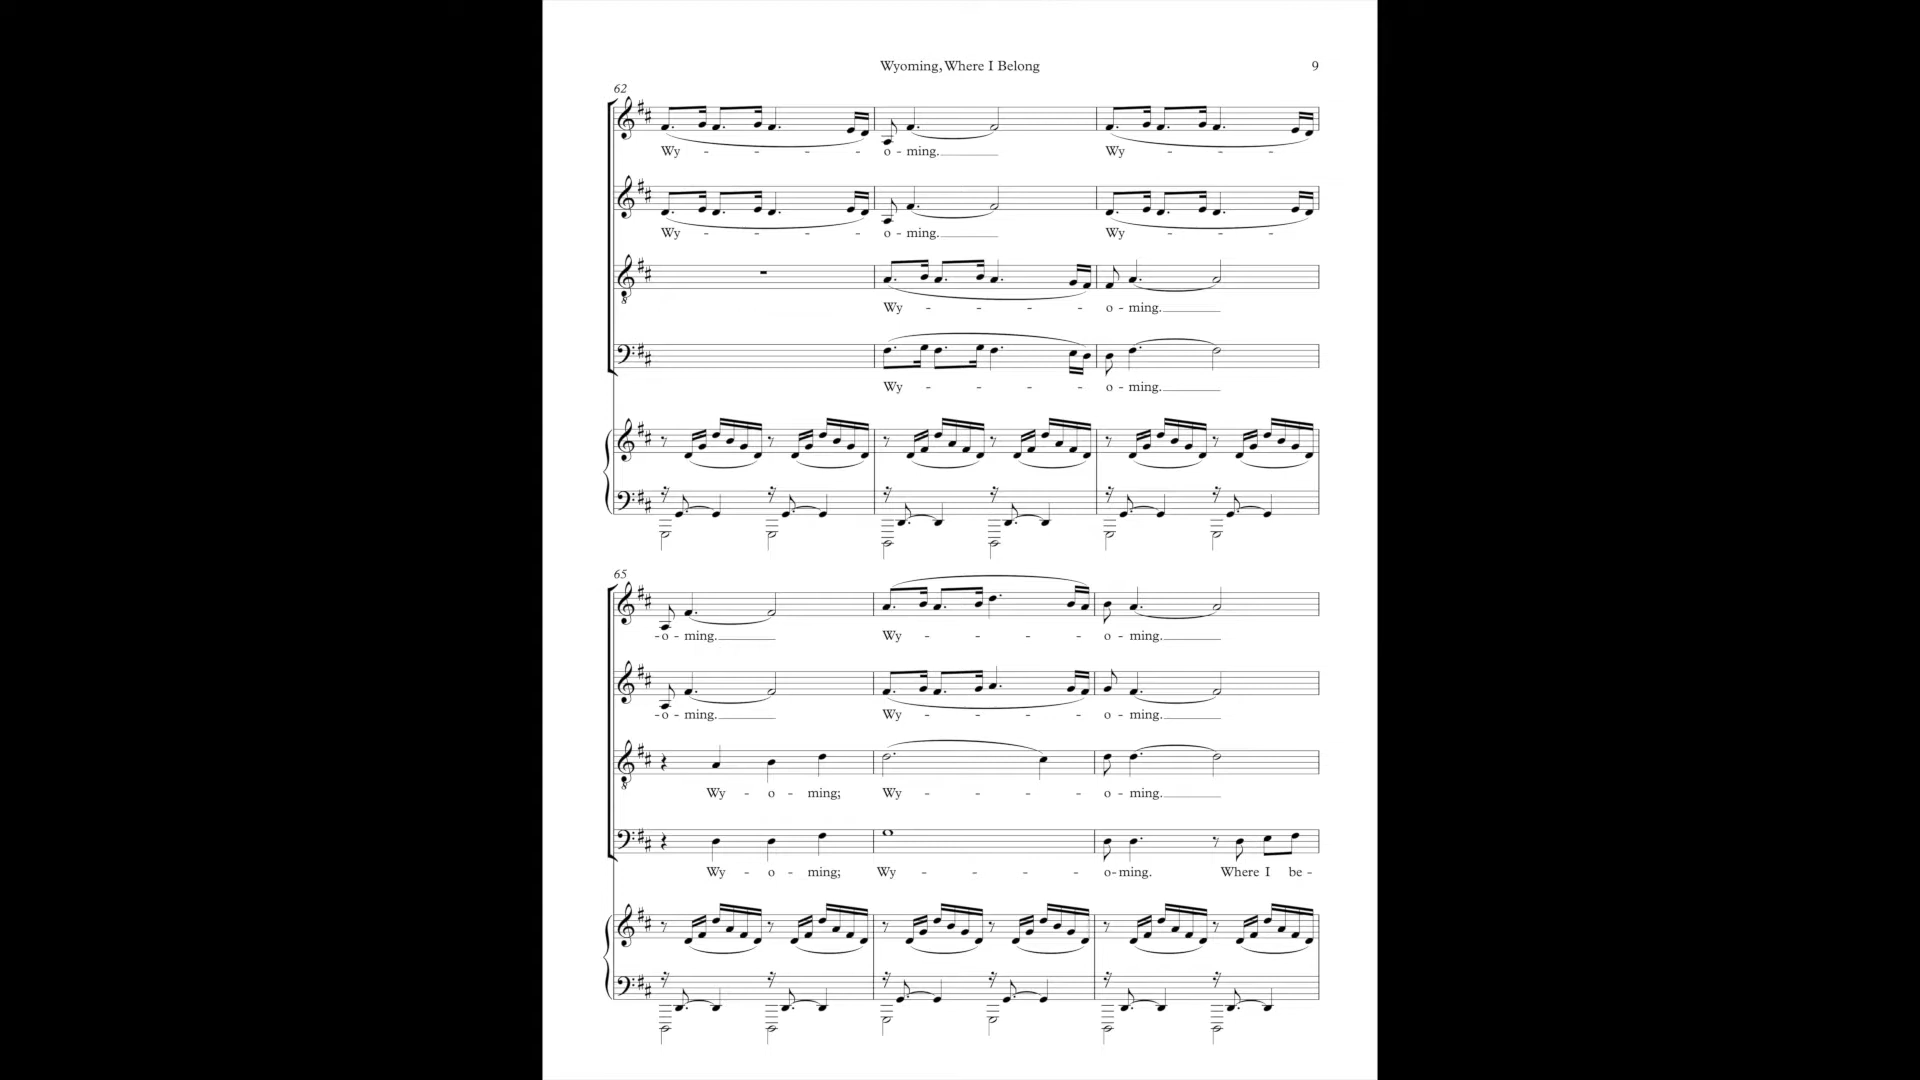 Wyoming, Where I Belong 9
62
Wy - - - - o - ming. Wy - - -
Wy - - - - o - ming. Wy - - -
Wy - - - - o - ming.
Wy - - - - o - ming.
65
-o - ming. Wy - - - - o - ming.
-o - ming. Wy - - - - o - ming.
Wy - o - ming; Wy - - - - o - ming.
Wy - o - ming; Wy - - - - o-ming. Where I be -